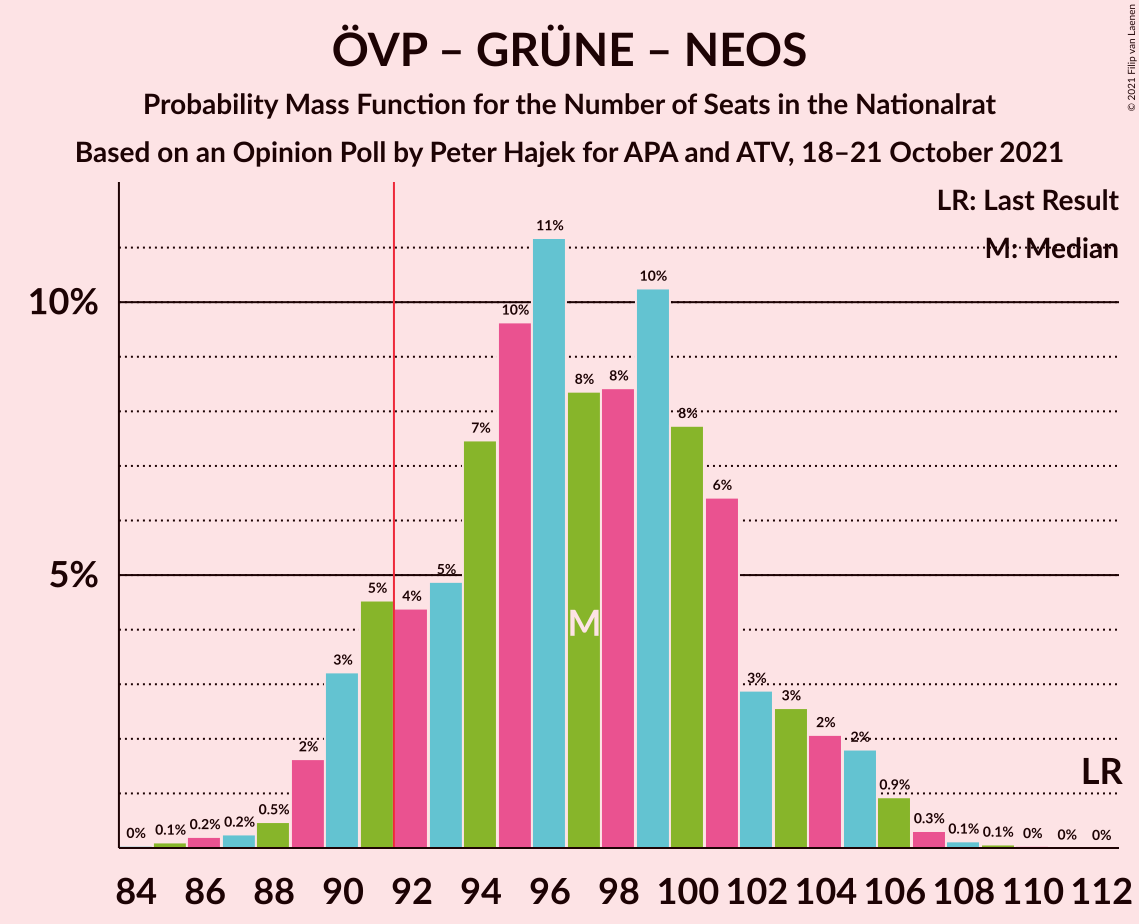 ÖVP – GRÜNE – NEOS
Probability Mass Function for the Number of Seats in the Nationalrat
Based on an Opinion Poll by Peter Hajek for APA and ATV, 18–21 October 2021
© 2021 Filip van Laenen
LR: Last Result
M: Median
10%
5%
0% 0.1% 0.2% 0.2% 0.5% 2% 3% 5% 4% 5% 7% 10% 11% 8% 8% 10% 8% 6% 3% 3% 2% 2% 0.9% 0.3% 0.1% 0.1% 0% 0% 0%
M
LR
84 86 88 90 92 94 96 98 100 102 104 106 108 110 112